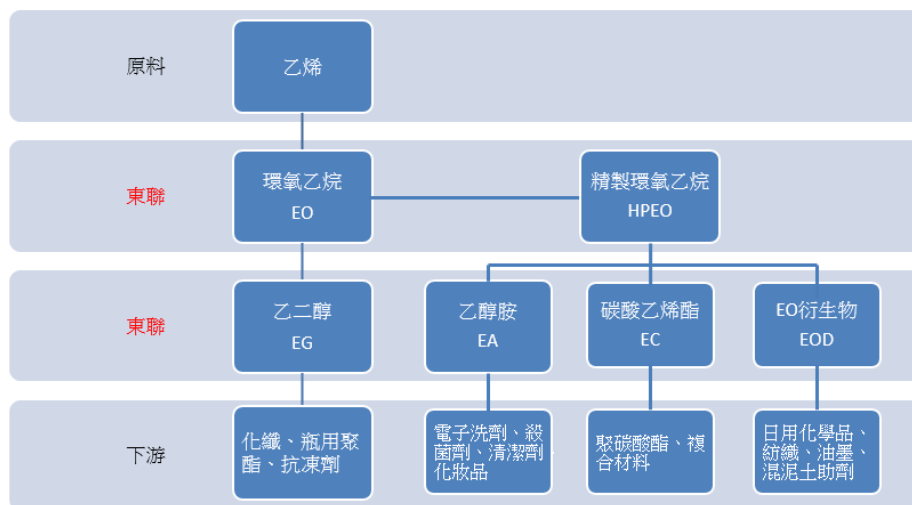 原料
乙烯
東聯
環氧乙烷
EO
精製環氧乙烷
HPEO
東聯
乙二醇
EG
乙醇胺
EA
碳酸乙烯酯
EC
EO衍生物
EOD
下游
化纖、瓶用聚
酯、抗凍劑
電子洗劑、殺
菌劑、清潔劑
化妝品
聚碳酸酯、複
合材料
日用化學品、
紡織、油墨、
混泥土助劑